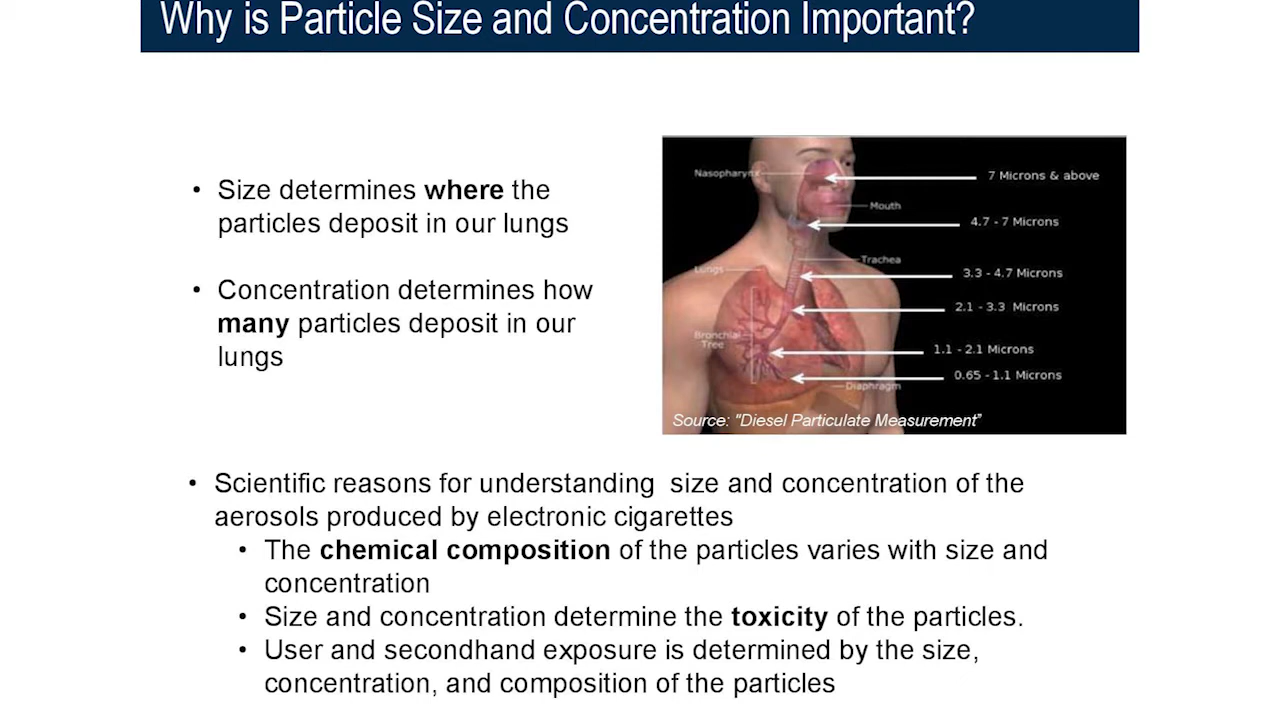 Why is Particle Size and Concentration Important?
• Size determines where the
particles deposit in our lungs
• Concentration determines how
many particles deposit in our
lungs
Nasopharynx
7 Microns & above
Mouth
4.7 - 7 Microns
Trachea
Lungs
3.3 - 4.7 Microns
2.1 - 3.3 Microns
Bronchial
Tree
1.1 - 2.1 Microns
0.65 - 1.1 Microns
Diaphragm
Source: "Diesel Particulate Measurement”
• Scientific reasons for understanding size and concentration of the
aerosols produced by electronic cigarettes
• The chemical composition of the particles varies with size and
concentration
• Size and concentration determine the toxicity of the particles.
• User and secondhand exposure is determined by the size,
concentration, and composition of the particles